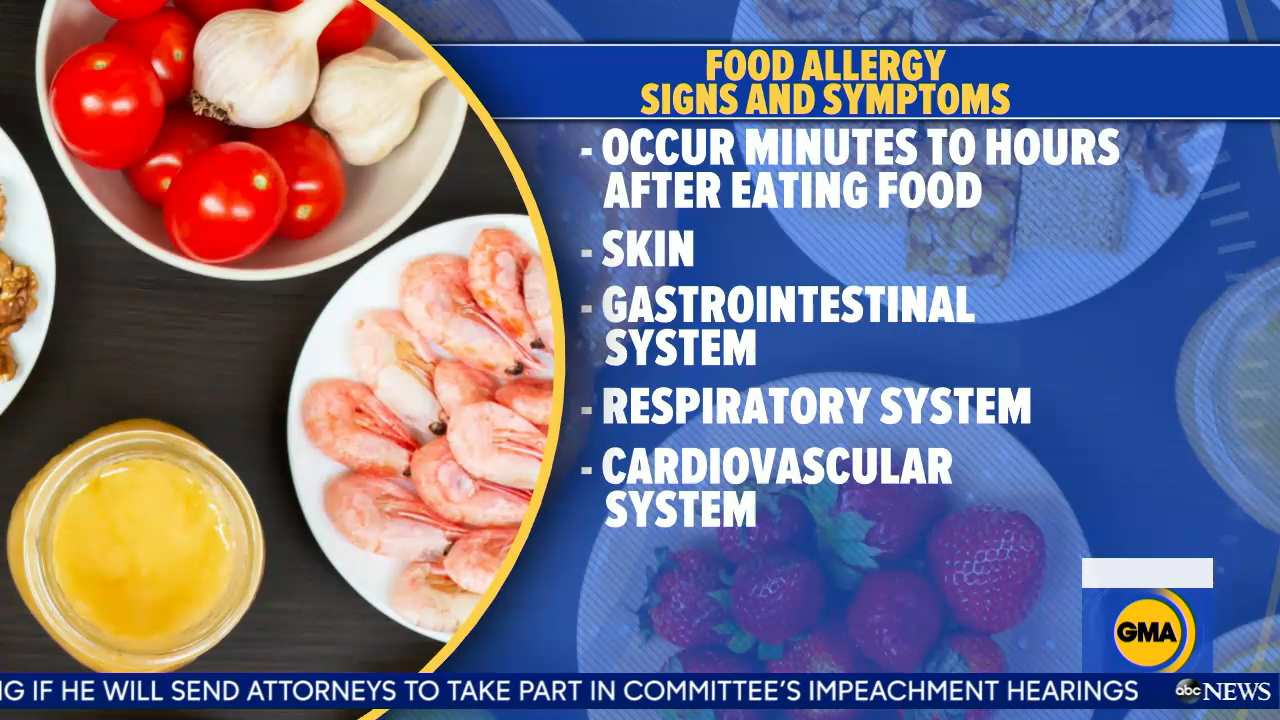 FOOD ALLERGY
SIGNS AND SYMPTOMS
- OCCUR MINUTES TO HOURS
AFTER EATING FOOD
- SKIN
- GASTROINTESTINAL
SYSTEM
- RESPIRATORY SYSTEM
- CARDIOVASCULAR
SYSTEM
GMA
G IF HE WILL SEND ATTORNEYS TO TAKE PART IN COMMITTEE'S IMPEACHMENT HEARINGS
abc NEWS